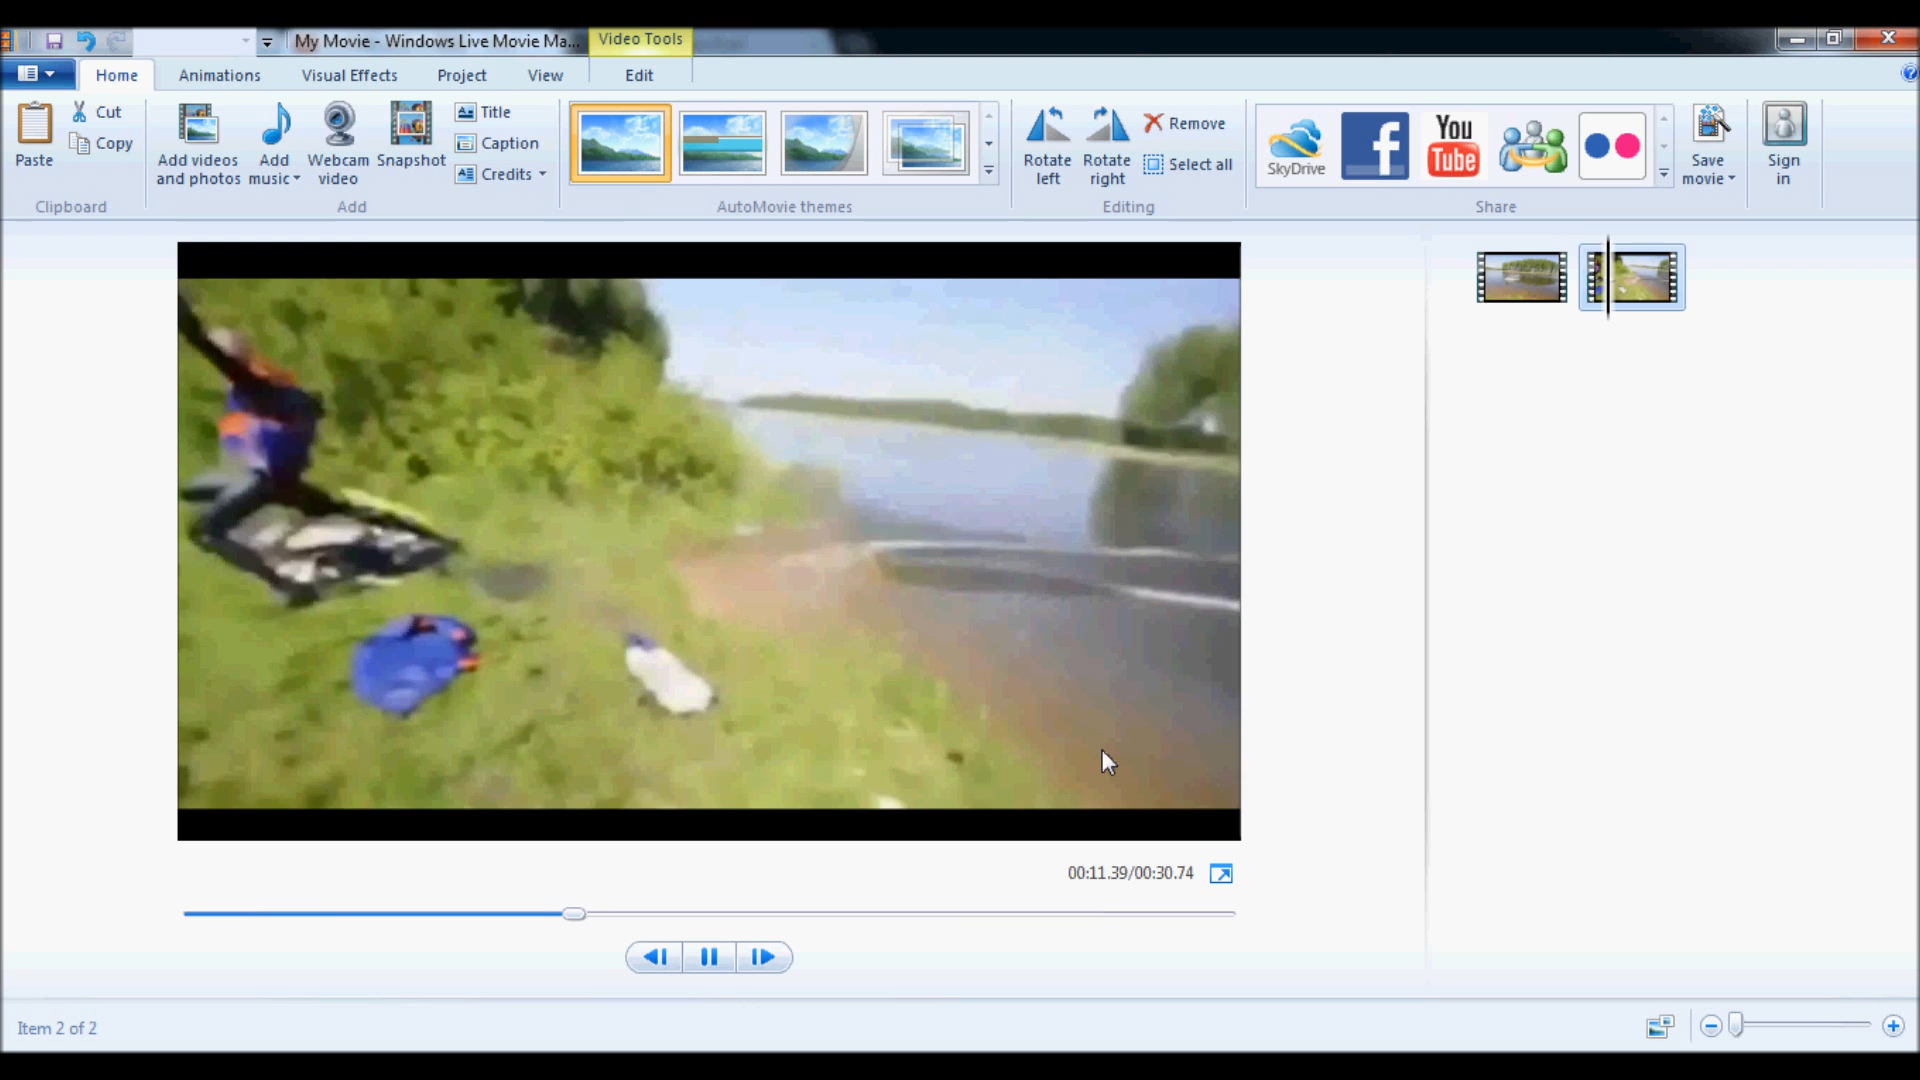 My Movie - Windows Live Movie Ma...
Video Tools
Home
Animations
Visual Effects
Project
View
Edit
Paste
Cut
Copy
Clipboard
Add videos
and photos
Add
music
Webcam
video
Snapshot
Title
Caption
Credits
Add
AutoMovie themes
Rotate
left
Rotate
right
Remove
Select all
Editing
SkyDrive
f
You
Tube
Share
Save
movie
Sign
in
00:11.39/00:30.74
Item 2 of 2